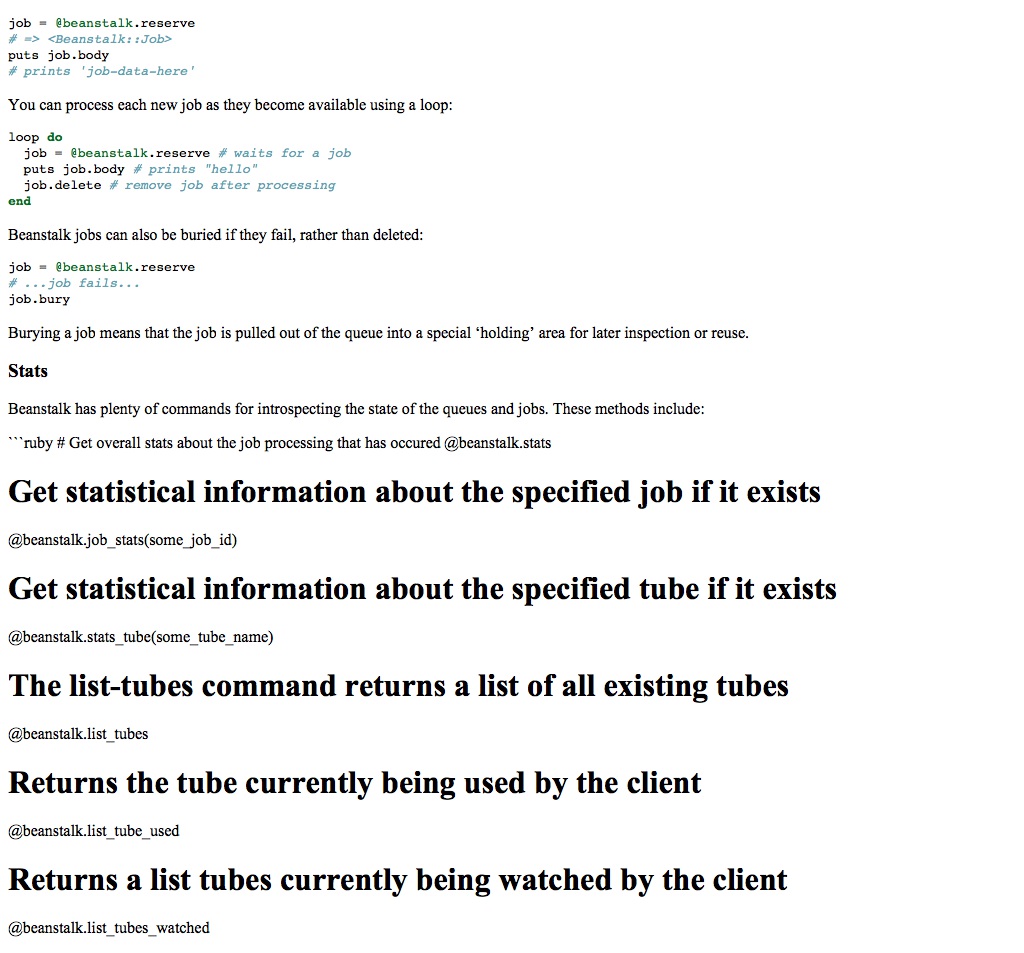 job = @beanstalk.reserve
# => <Beanstalk::Job>
puts job.body
# prints 'job-data-here'
You can process each new job as they become available using a loop:
loop do
  job = @beanstalk.reserve # waits for a job
  puts job.body # prints "hello"
  job.delete # remove job after processing
end
Beanstalk jobs can also be buried if they fail, rather than deleted:
job = @beanstalk.reserve
# ...job fails...
job.bury
Burying a job means that the job is pulled out of the queue into a special ‘holding’ area for later inspection or reuse.
Stats
Beanstalk has plenty of commands for introspecting the state of the queues and jobs. These methods include:
```ruby # Get overall stats about the job processing that has occured @beanstalk.stats
Get statistical information about the specified job if it exists
@beanstalk.job_stats(some_job_id)
Get statistical information about the specified tube if it exists
@beanstalk.stats_tube(some_tube_name)
The list-tubes command returns a list of all existing tubes
@beanstalk.list_tubes
Returns the tube currently being used by the client
@beanstalk.list_tube_used
Returns a list tubes currently being watched by the client
@beanstalk.list_tubes_watched